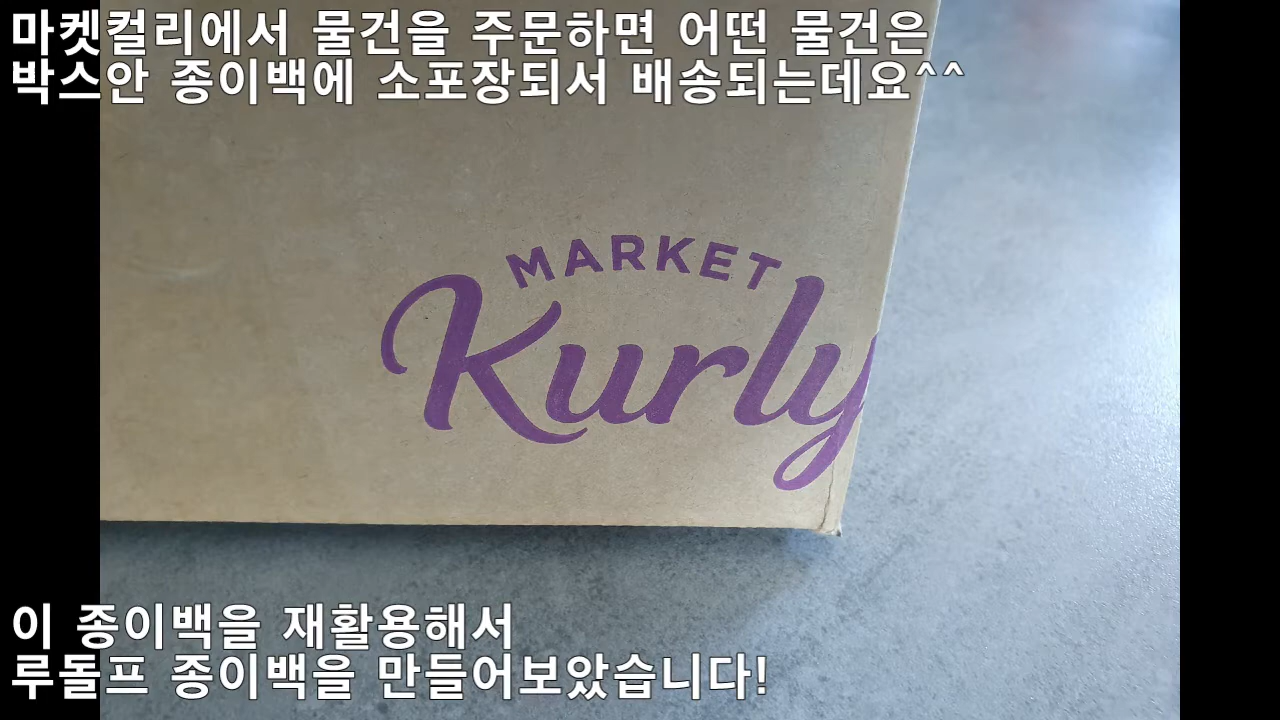 마켓컬리에서 물건을 주문하면 어떤 물건은
박스안 종이백에 소포장되서 배송되는데요^^
MARKET
Kurly
이 종이백을 재활용해서
루돌프 종이백을 만들어보았습니다!